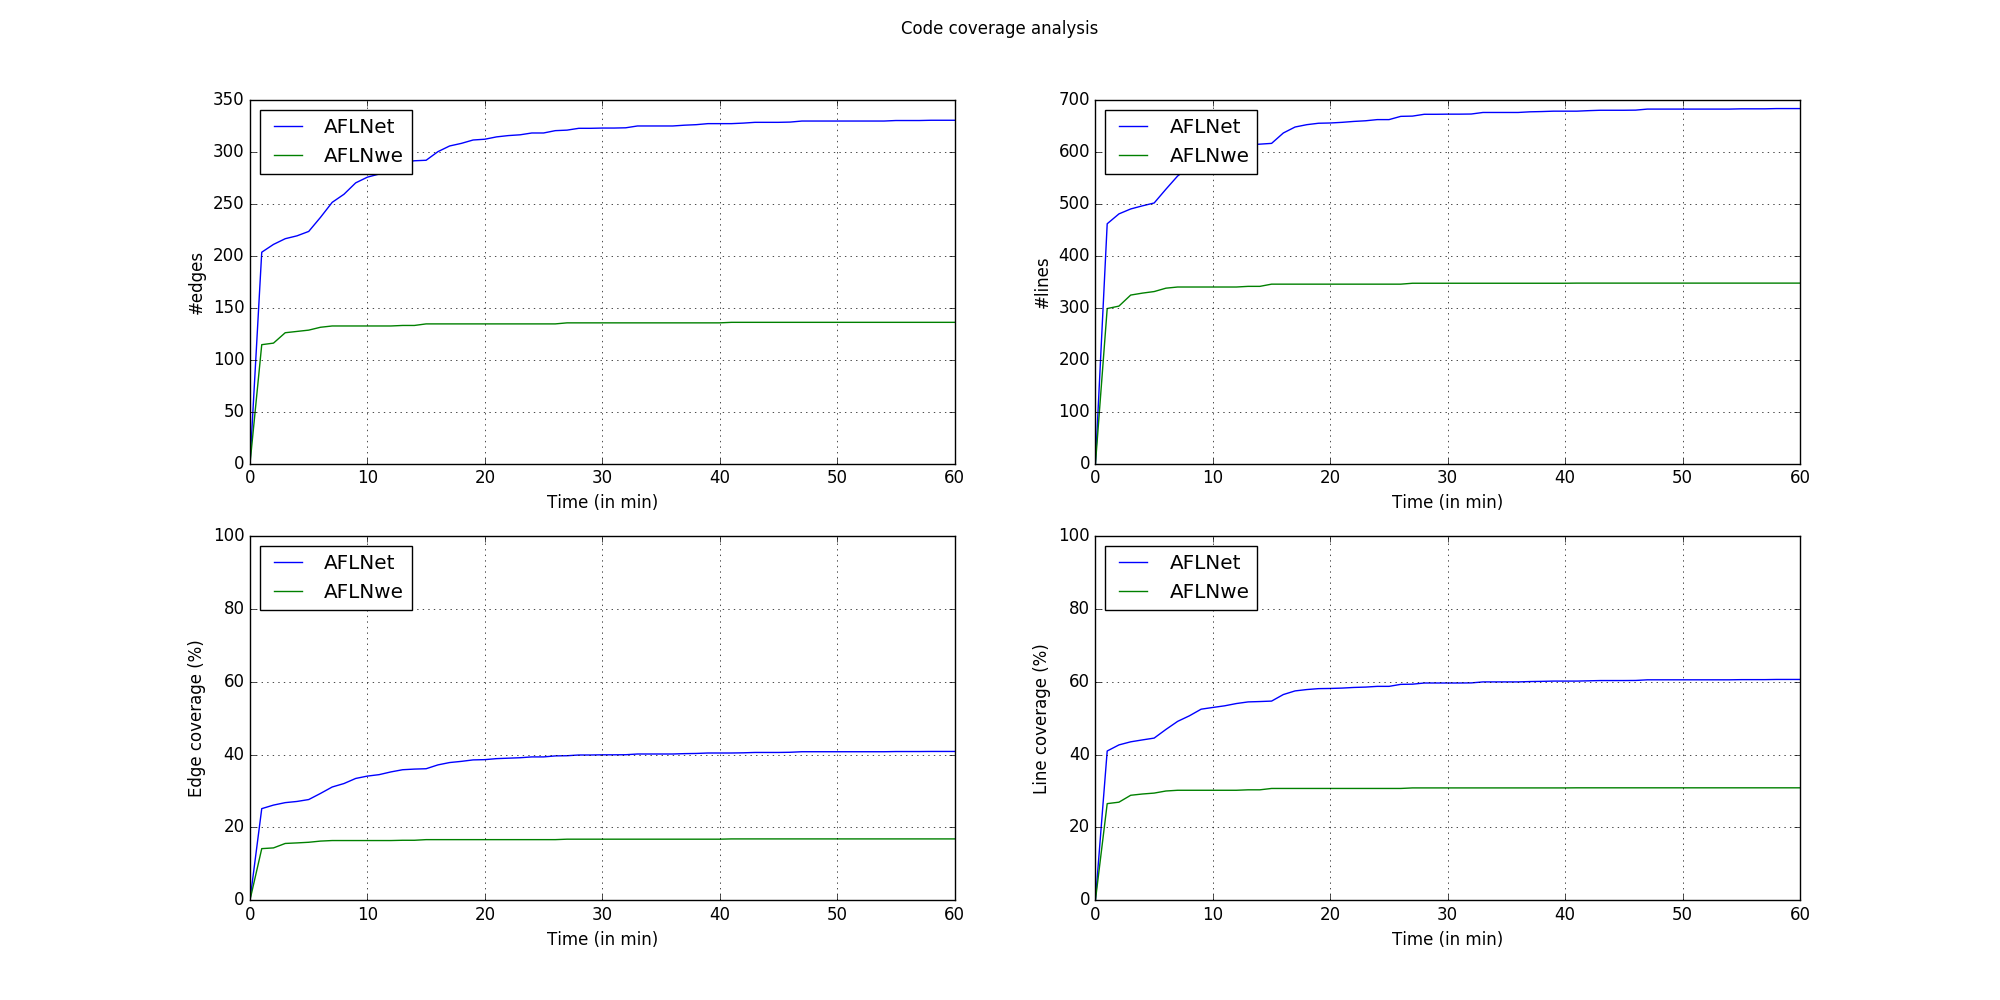 Code coverage analysis
350
300
250
200
150
100
50
0
#edges
AFLNet
AFLNwe
0 10 20 30 40 50 60
Time (in min)
700
600
500
400
300
200
100
0
#lines
AFLNet
AFLNwe
0 10 20 30 40 50 60
Time (in min)
100
80
60
40
20
0
Edge coverage (%)
AFLNet
AFLNwe
0 10 20 30 40 50 60
Time (in min)
100
80
60
40
20
0
Line coverage (%)
AFLNet
AFLNwe
0 10 20 30 40 50 60
Time (in min)